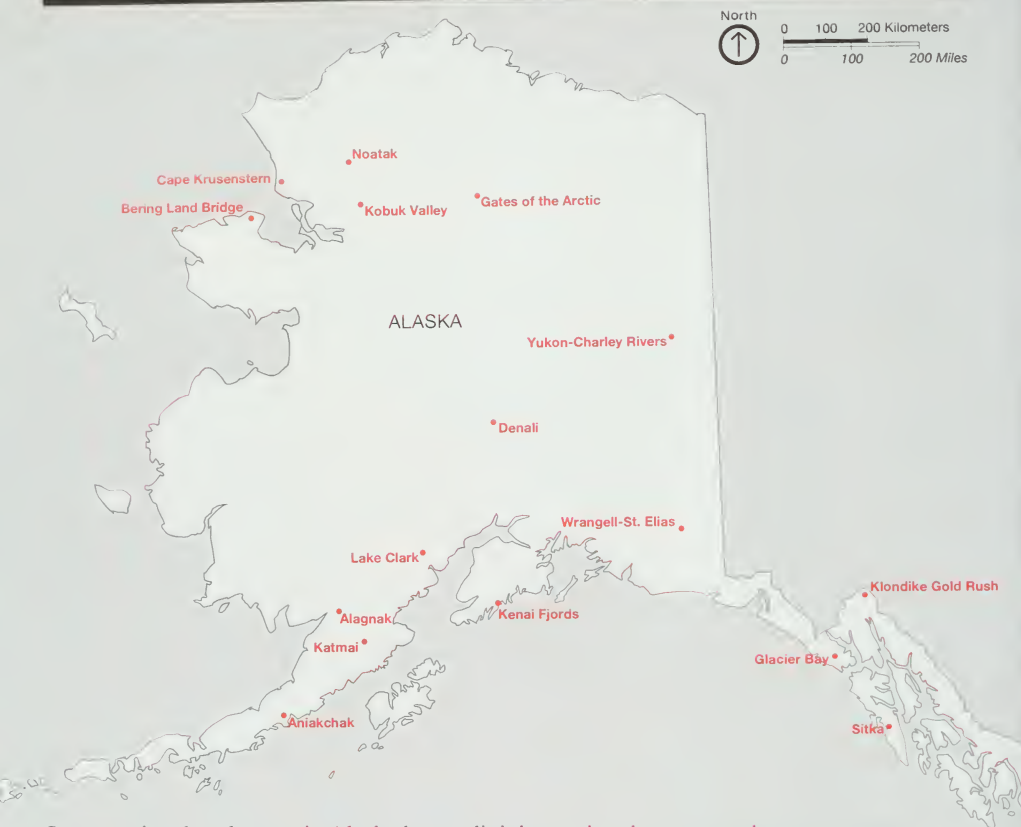 North
0 100 200 Kilometers
0 100 200 Miles
Noatak
Cape Krusenstern
Gates of the Arctic
Bering Land Bridge
Kobuk Valley
ALASKA
Yukon-Charley Rivers
Denali
Wrangell-St. Elias
Lake Clark
Klondike Gold Rush
Alagnak
Kenai Fjords
Katmai
Glacier Bay
Aniakchak
Sitka